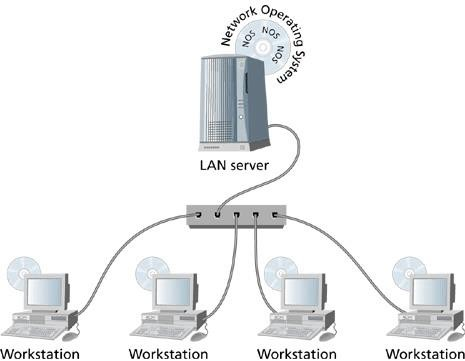 Network Operating System
NOS NOS NOS
LAN server
Workstation Workstation Workstation Workstation